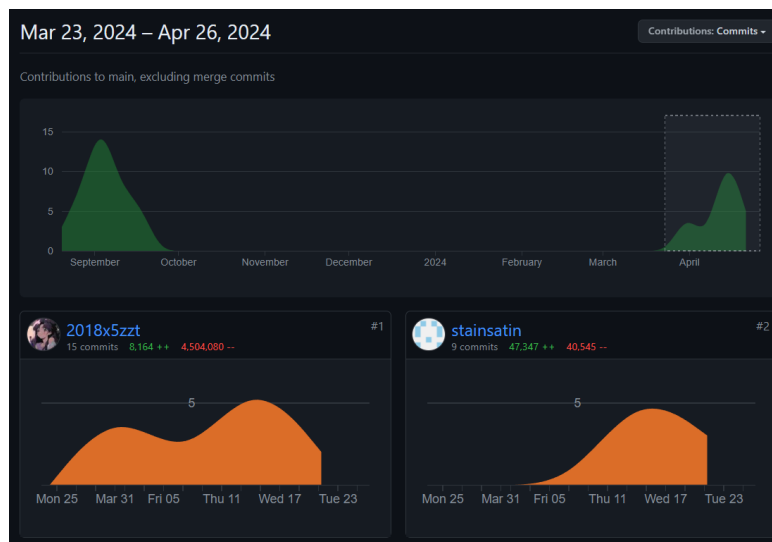 Mar 23, 2024 – Apr 26, 2024
Contributions: Commits
Contributions to main, excluding merge commits
15
10
5
0
September October November December 2024 February March April
2018x5zzt #1
15 commits 8,164 ++ 4,504,080 --
5
Mon 25 Mar 31 Fri 05 Thu 11 Wed 17 Tue 23
stainsatin #2
9 commits 47,347 ++ 40,545 --
5
Mon 25 Mar 31 Fri 05 Thu 11 Wed 17 Tue 23